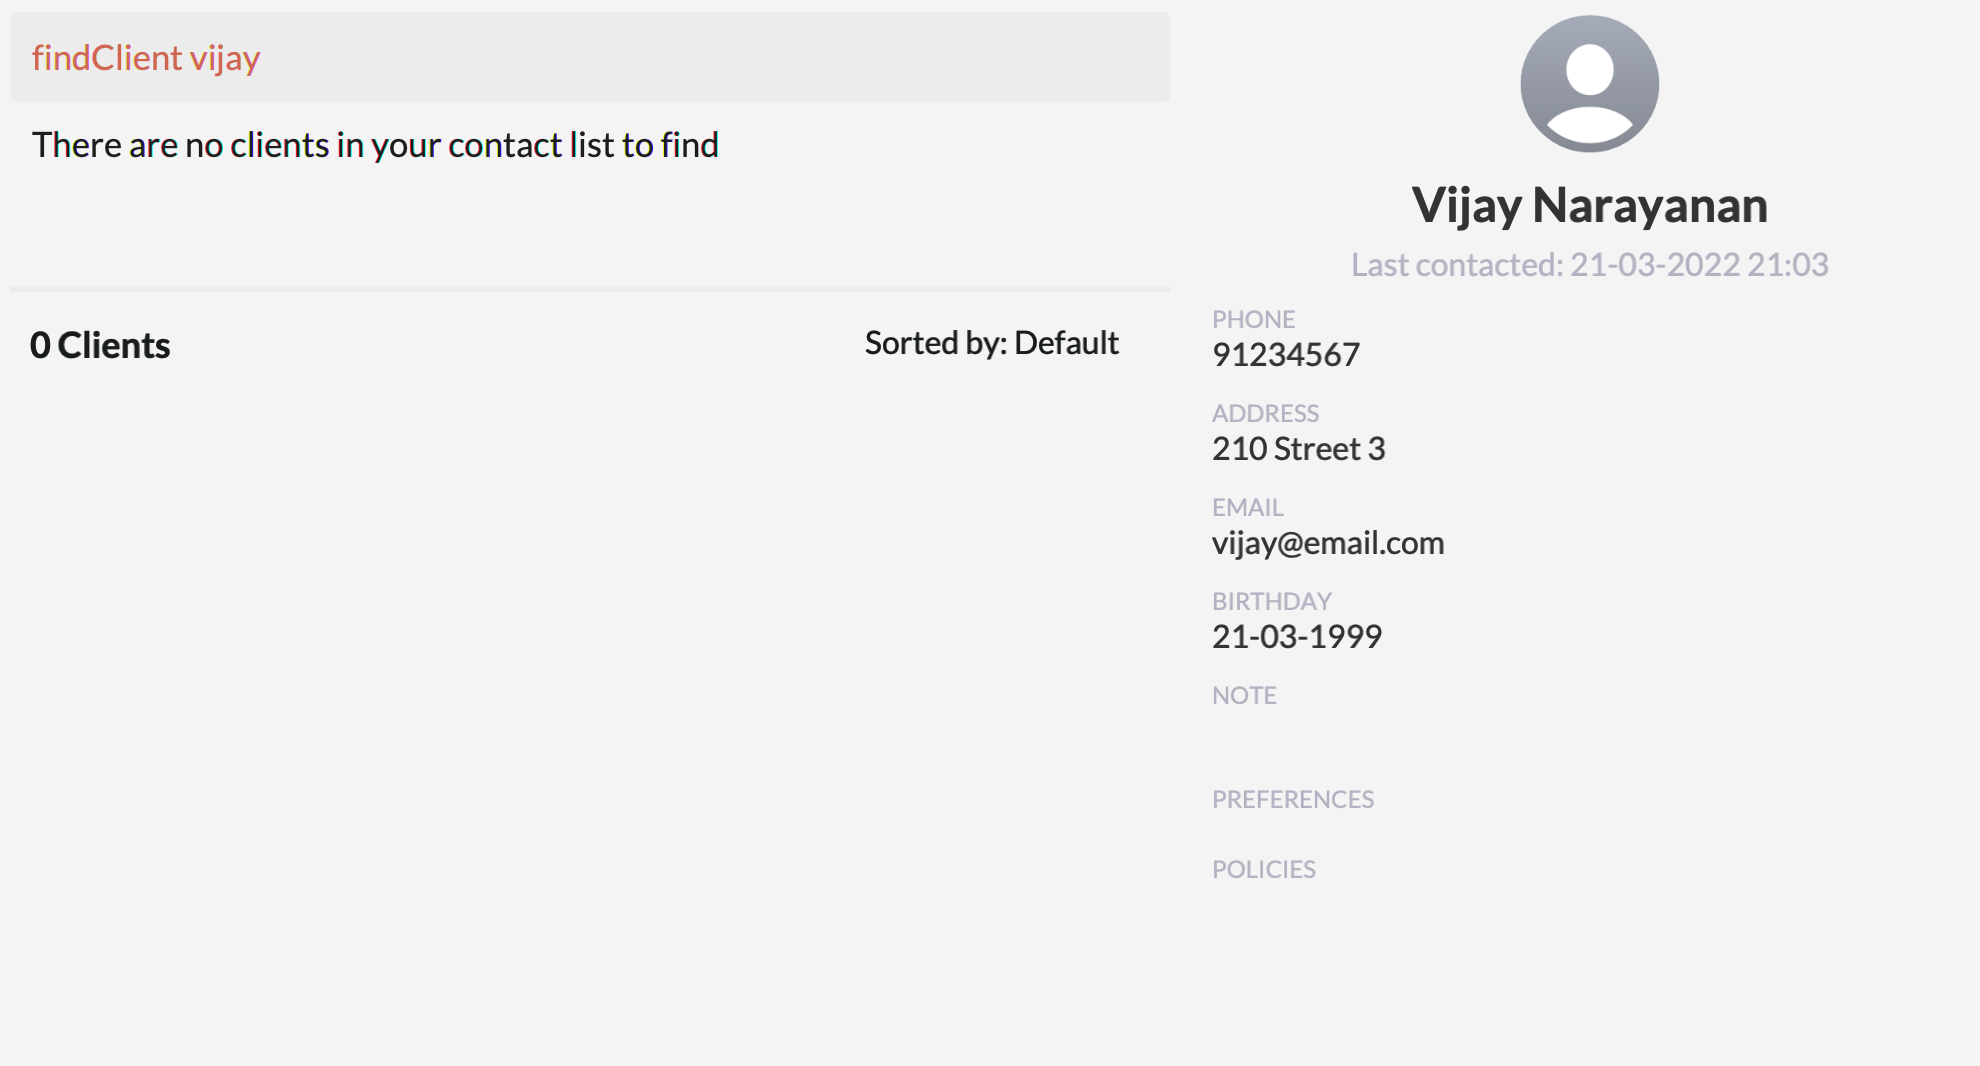 findClient vijay
There are no clients in your contact list to find
0 Clients
Sorted by: Default
Vijay Narayanan
Last contacted: 21-03-2022 21:03
PHONE
91234567
ADDRESS
210 Street 3
EMAIL
vijay@email.com
BIRTHDAY
21-03-1999
NOTE
PREFERENCES
POLICIES